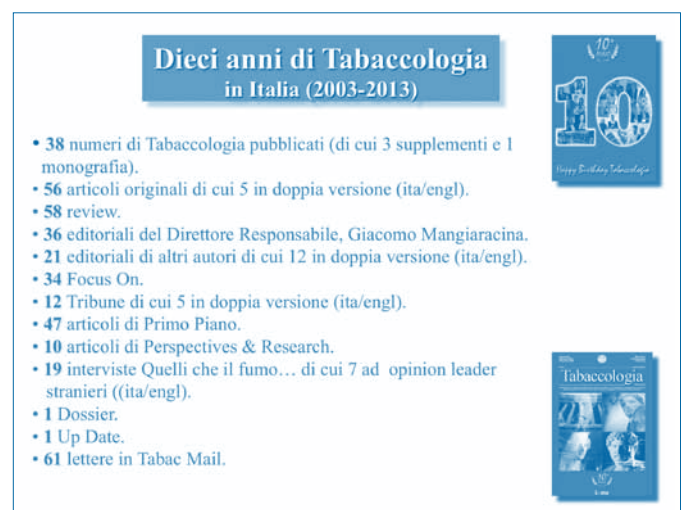 Dieci anni di Tabaccologia
in Italia (2003-2013)
• 38 numeri di Tabaccologia pubblicati (di cui 3 supplementi e 1
monografia).
• 56 articoli originali di cui 5 in doppia versione (ita/engl).
• 58 review.
• 36 editoriali del Direttore Responsabile, Giacomo Mangiaracina.
• 21 editoriali di altri autori di cui 12 in doppia versione (ita/engl).
• 34 Focus On.
• 12 Tribune di cui 5 in doppia versione (ita/engl).
• 47 articoli di Primo Piano.
• 10 articoli di Perspectives & Research.
• 19 interviste Quelli che il fumo… di cui 7 ad opinion leader
stranieri ((ita/engl).
• 1 Dossier.
• 1 Up Date.
• 61 lettere in Tabac Mail.
10
10
Happy Birthday Tabaccologia
Tabaccologia
10